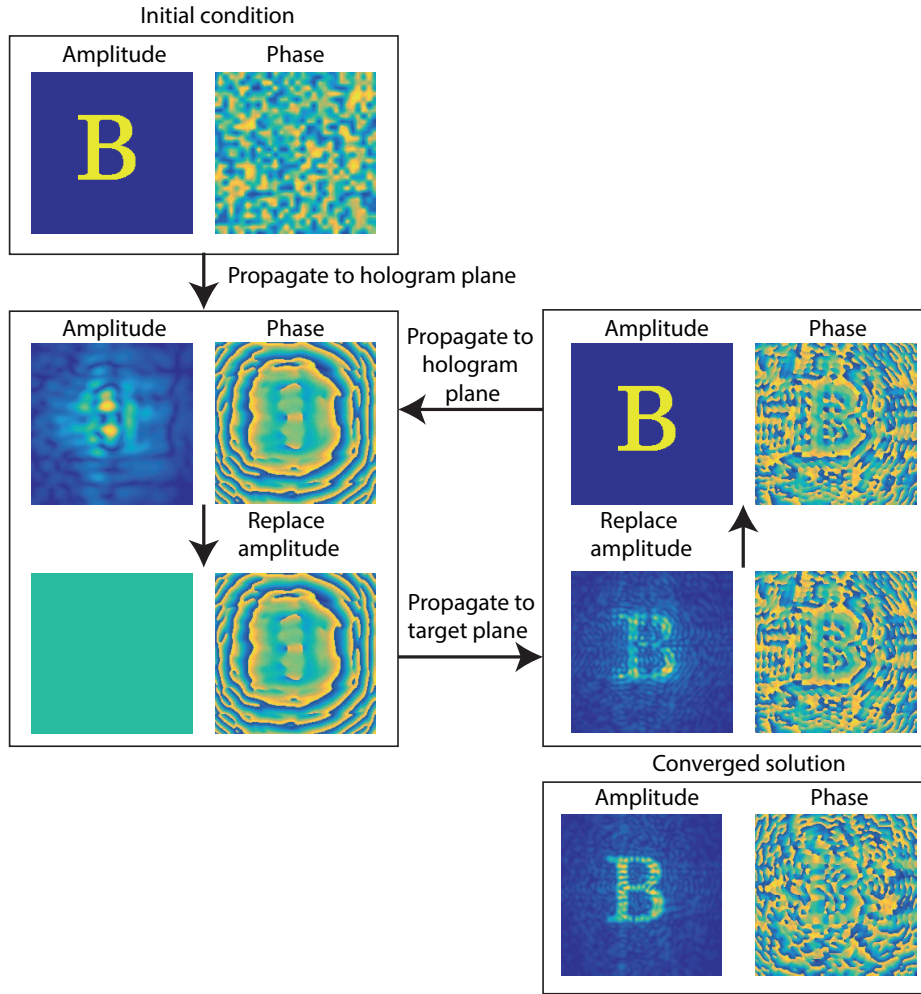 Initial condition
Amplitude Phase
B
Propagate to hologram plane
Amplitude Phase
Replace
amplitude
Propagate to
hologram
plane
Propagate to
target plane
Amplitude Phase
B
Replace
amplitude
B
Converged solution
Amplitude Phase
B